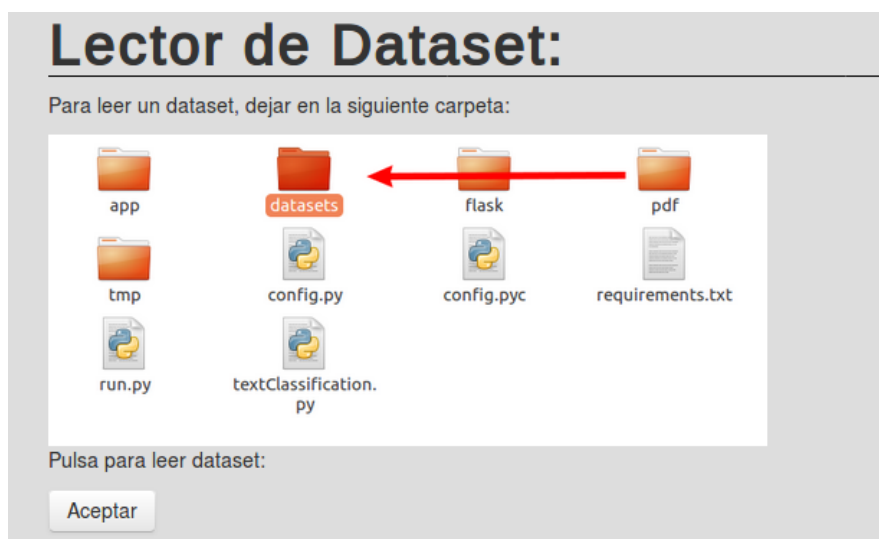 Lector de Dataset:
Para leer un dataset, dejar en la siguiente carpeta:
app
datasets
flask
pdf
tmp
config.py
config.pyc
requirements.txt
run.py
textClassification.
py
Pulsa para leer dataset:
Aceptar